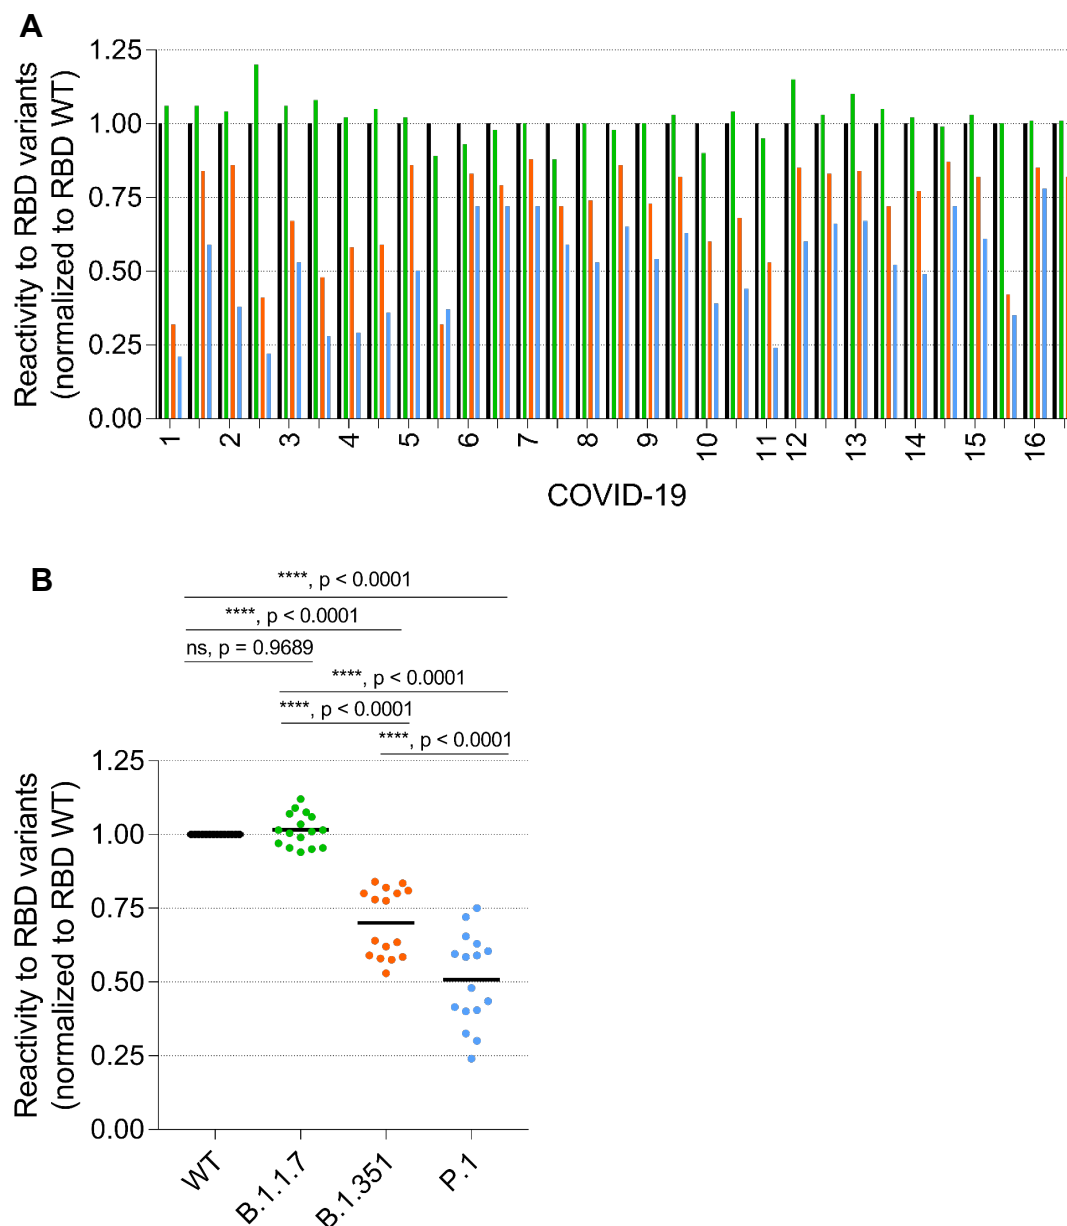 A
Reactivity to RBD variants
(normalized to RBD WT)
1.25
1.00
0.75
0.50
0.25
0.00
1 2 3 4 5 6 7 8 9 10 11 12 13 14 15 16
COVID-19
B
****, p < 0.0001
****, p < 0.0001
ns, p = 0.9689
****, p < 0.0001
****, p < 0.0001
****, p < 0.0001
Reactivity to RBD variants
(normalized to RBD WT)
1.25
1.00
0.75
0.50
0.25
0.00
WT B.1.1.7 B.1.351 P.1